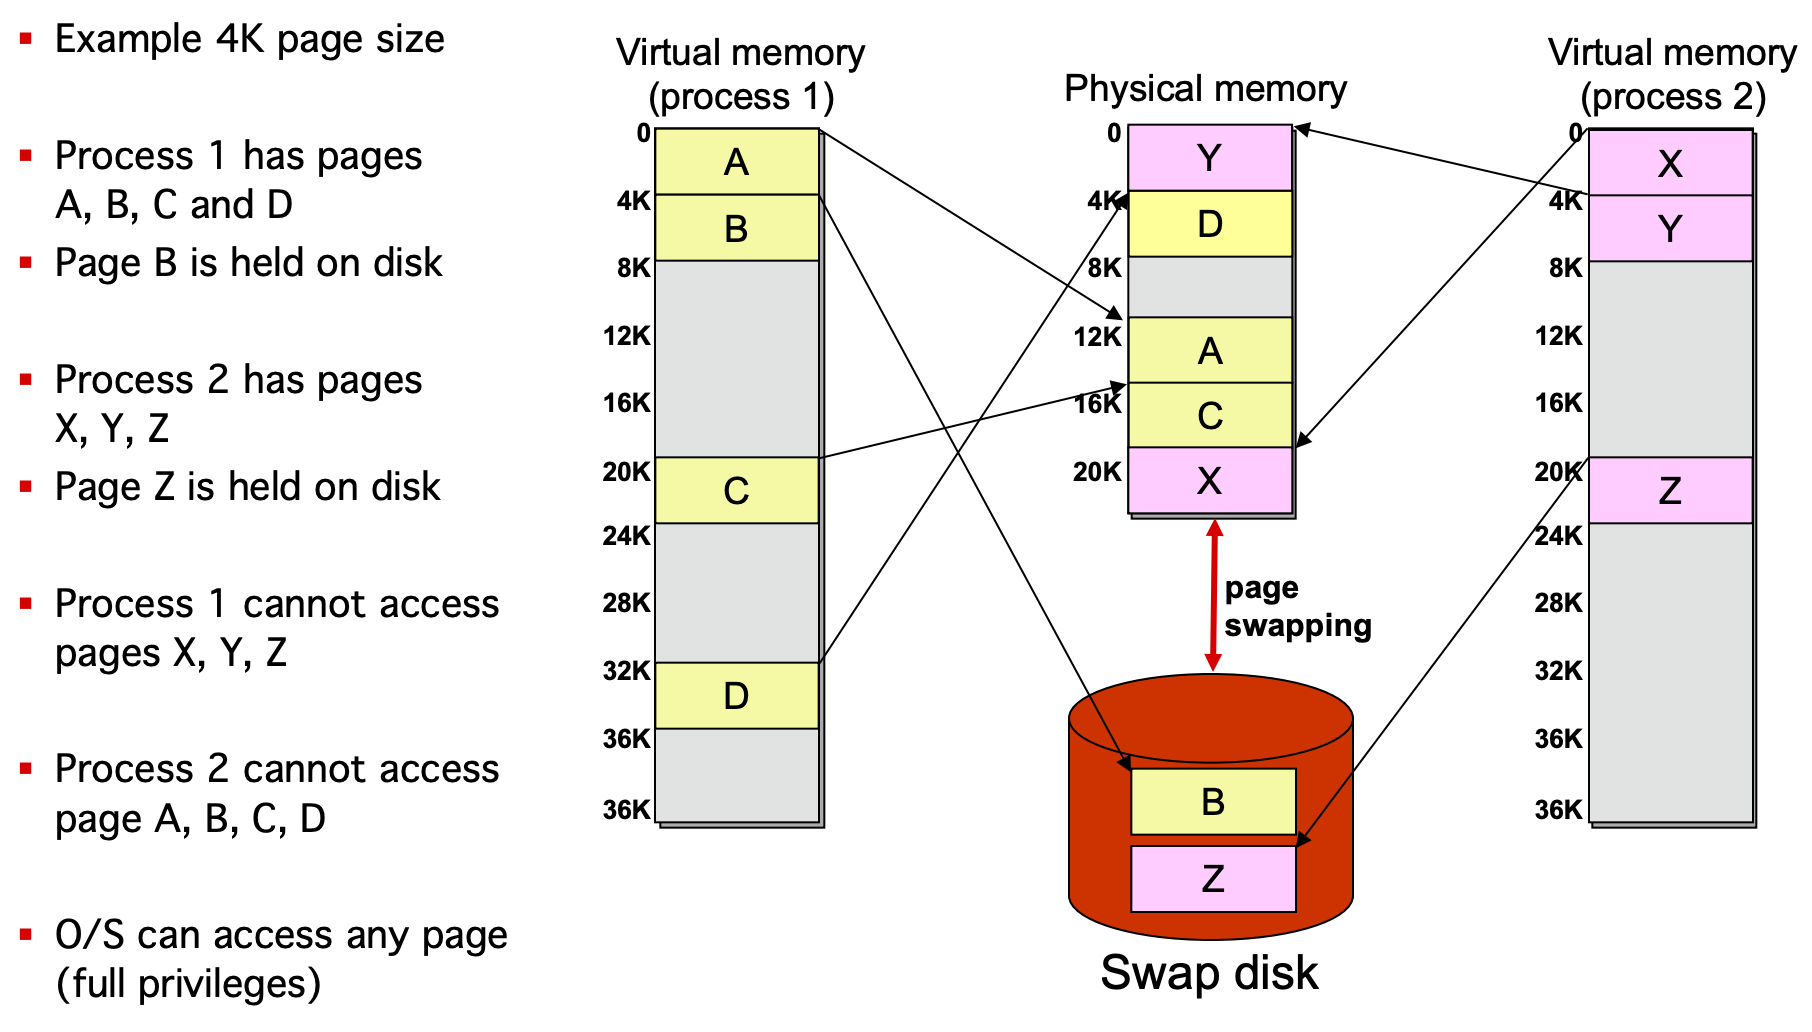 Example 4K page size
Process 1 has pages
A, B, C and D
Page B is held on disk
Process 2 has pages
X, Y, Z
Page Z is held on disk
Process 1 cannot access
pages X, Y, Z
Process 2 cannot access
page A, B, C, D
O/S can access any page
(full privileges)
Virtual memory
(process 1)
0
A
4K
B
8K
12K
16K
20K
C
24K
28K
32K
D
36K
36K
Physical memory
0
Y
4K
D
8K
12K
A
16K
C
20K
X
page
swapping
B
Z
Swap disk
Virtual memory
(process 2)
0
X
4K
Y
8K
12K
16K
20K
Z
24K
28K
32K
36K
36K